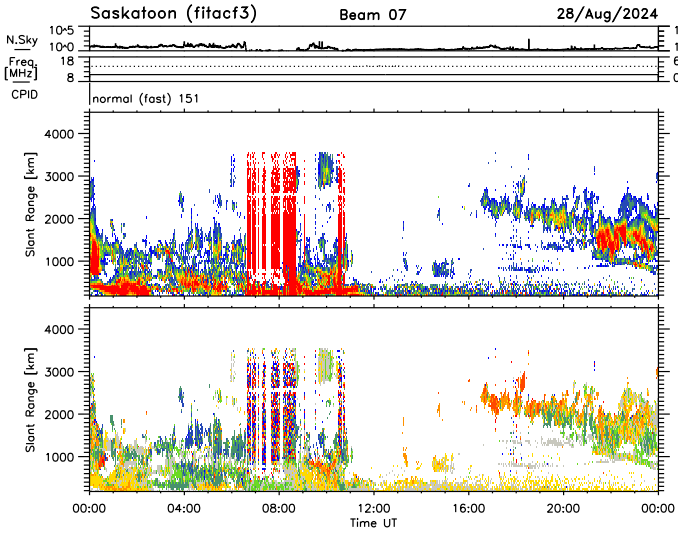 Saskatoon (fitacf3) Beam 07 28/Aug/2024
N.Sky 10^5 10^0 1 1
Freq. [MHz] 18 8 6 0
CPID normal (fast) 151
Slant Range [km] 4000 3000 2000 1000
Slant Range [km] 4000 3000 2000 1000
00:00 04:00 08:00 12:00 16:00 20:00 00:00
Time UT